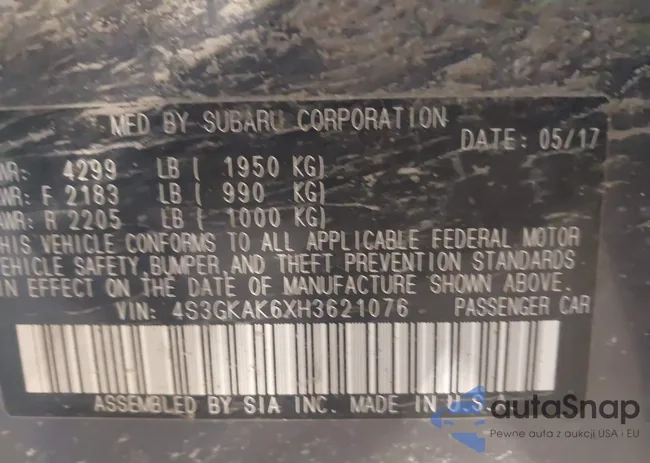 MFD BY SUBARU CORPORATION
DATE: 05/17
WR: 4299 LB ( 1950 KG)
WR: F 2183 LB ( 990 KG)
AWR: R 2205 LB ( 1000 KG)
THIS VEHICLE CONFORMS TO ALL APPLICABLE FEDERAL MOTOR
VEHICLE SAFETY, BUMPER, AND THEFT PREVENTION STANDARDS
IN EFFECT ON THE DATE OF MANUFACTURE SHOWN ABOVE.
VIN: 4S3GKAK6XH3621076 PASSENGER CAR
ASSEMBLED BY SIA INC. MADE IN U.S.
autaSnap
Pewne auta z aukcji USA i EU